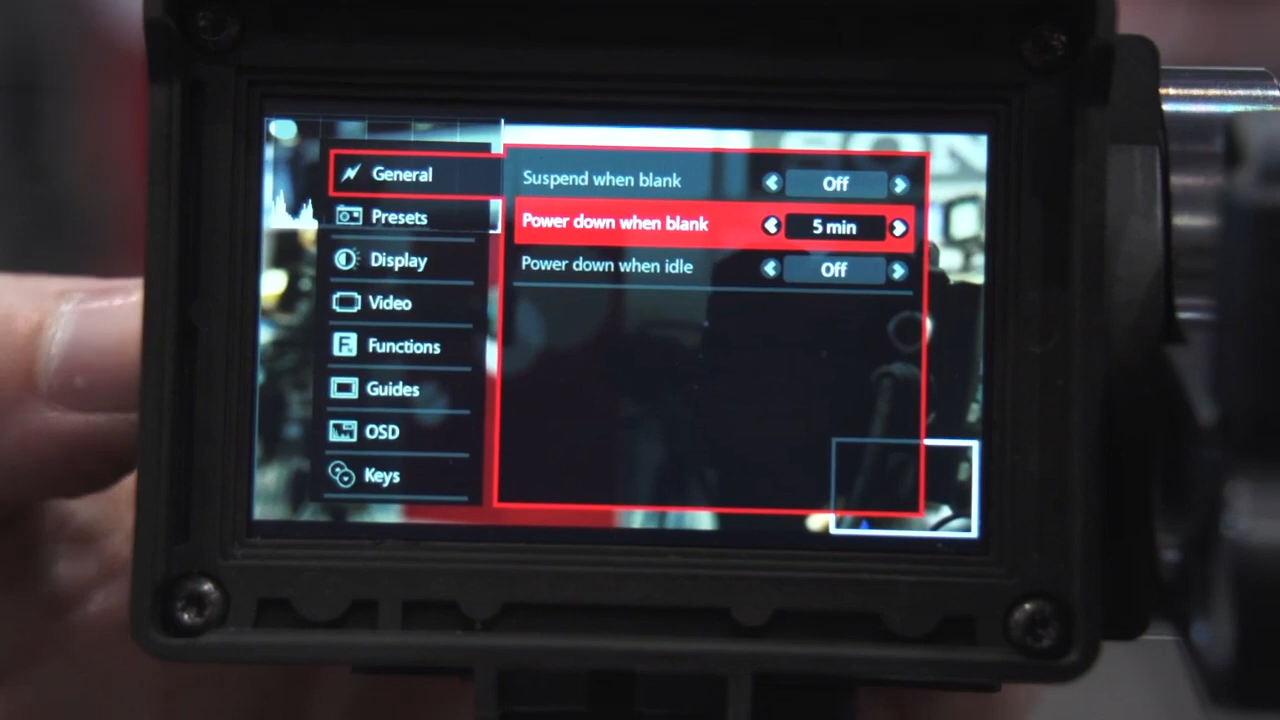 General
Presets
Display
Video
Functions
Guides
OSD
Keys
Suspend when blank Off
Power down when blank 5 min
Power down when idle Off